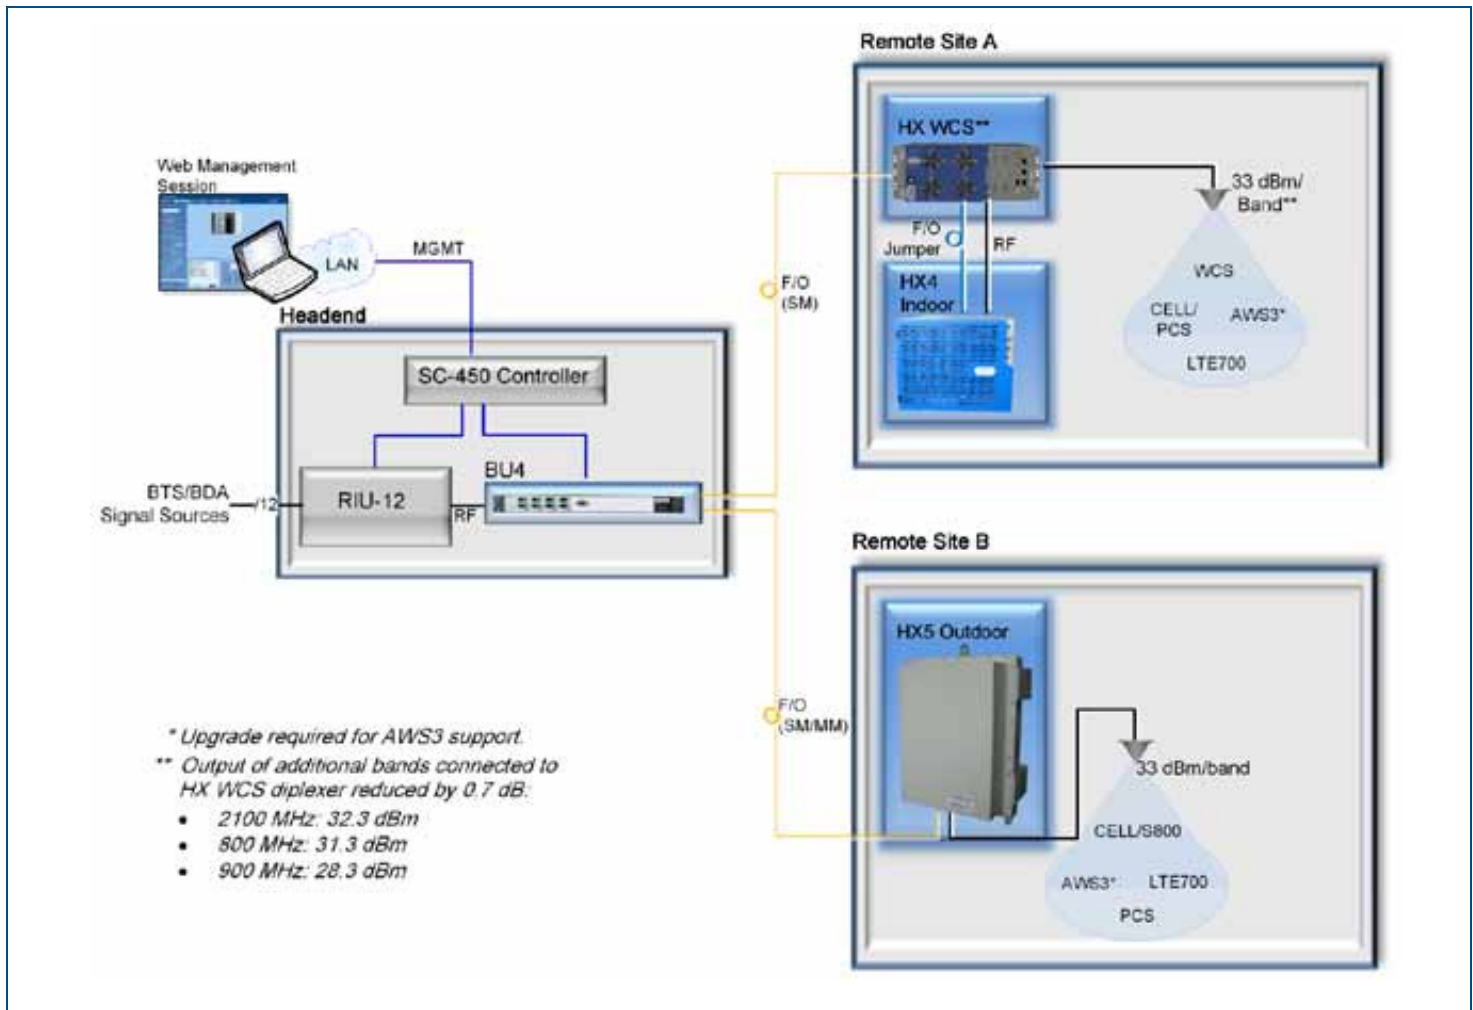 Remote Site A
HX WCS**
33 dBm/
Band**
F/O
Jumper
RF
WCS
CELL/
PCS
AWS3*
LTE700
HX4
Indoor
Web Management
Session
LAN
MGMT
F/O
(SM)
Headend
SC-450 Controller
BU4
RIU-12
BTS/BDA
Signal Sources
/12
RF
Remote Site B
HX5 Outdoor
F/O
(SM/MM)
33 dBm/band
CELL/S800
AWS3*
LTE700
PCS
* Upgrade required for AWS3 support.
** Output of additional bands connected to
HX WCS diplexer reduced by 0.7 dB:
• 2100 MHz: 32.3 dBm
• 800 MHz: 31.3 dBm
• 900 MHz: 28.3 dBm